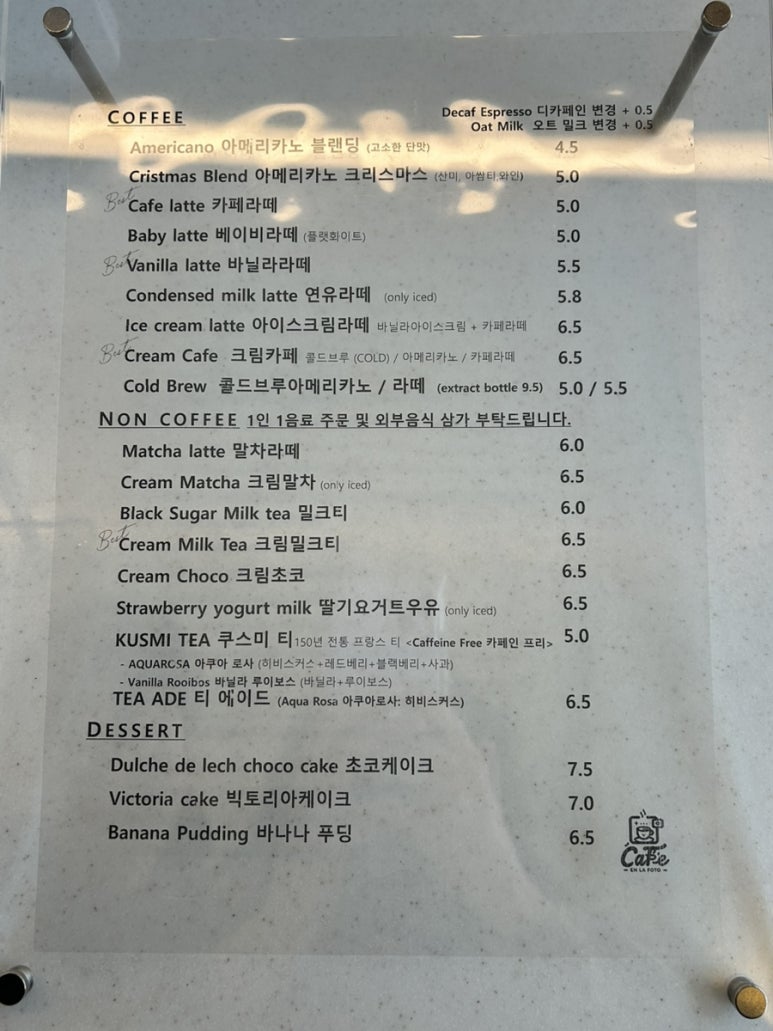 COFFEE
Decaf Espresso 디카페인 변경 + 0.5
Oat Milk 오트 밀크 변경 + 0.5
Americano 아메리카노 블랜딩 (고소한 단맛) 4.5
Cristmas Blend 아메리카노 크리스마스 (산미, 아쌈티,와인) 5.0
Best Cafe latte 카페라떼 5.0
Baby latte 베이비라떼 (플랫화이트) 5.0
Best Vanilla latte 바닐라라떼 5.5
Condensed milk latte 연유라떼 (only iced) 5.8
Ice cream latte 아이스크림라떼 바닐라아이스크림 + 카페라떼 6.5
Best Cream Cafe 크림카페 콜드브루 (COLD) / 아메리카노 / 카페라떼 6.5
Cold Brew 콜드브루아메리카노 / 라떼 (extract bottle 9.5) 5.0 / 5.5
NON COFFEE 1인 1음료 주문 및 외부음식 삼가 부탁드립니다.
Matcha latte 말차라떼 6.0
Cream Matcha 크림말차 (only iced) 6.5
Black Sugar Milk tea 밀크티 6.0
Best Cream Milk Tea 크림밀크티 6.5
Cream Choco 크림초코 6.5
Strawberry yogurt milk 딸기요거트우유 (only iced) 6.5
KUSMI TEA 쿠스미 티 150년 전통 프랑스 티 <Caffeine Free 카페인 프리> 5.0
- AQUAROSA 아쿠아 로사 (히비스커스+레드베리+블랙베리+사과)
- Vanilla Rooibos 바닐라 루이보스 (바닐라+루이보스)
TEA ADE 티 에이드 (Aqua Rosa 아쿠아로사: 히비스커스) 6.5
DESSERT
Dulche de lech choco cake 초코케이크 7.5
Victoria cake 빅토리아케이크 7.0
Banana Pudding 바나나 푸딩 6.5
Caffe
EN LA FOTO